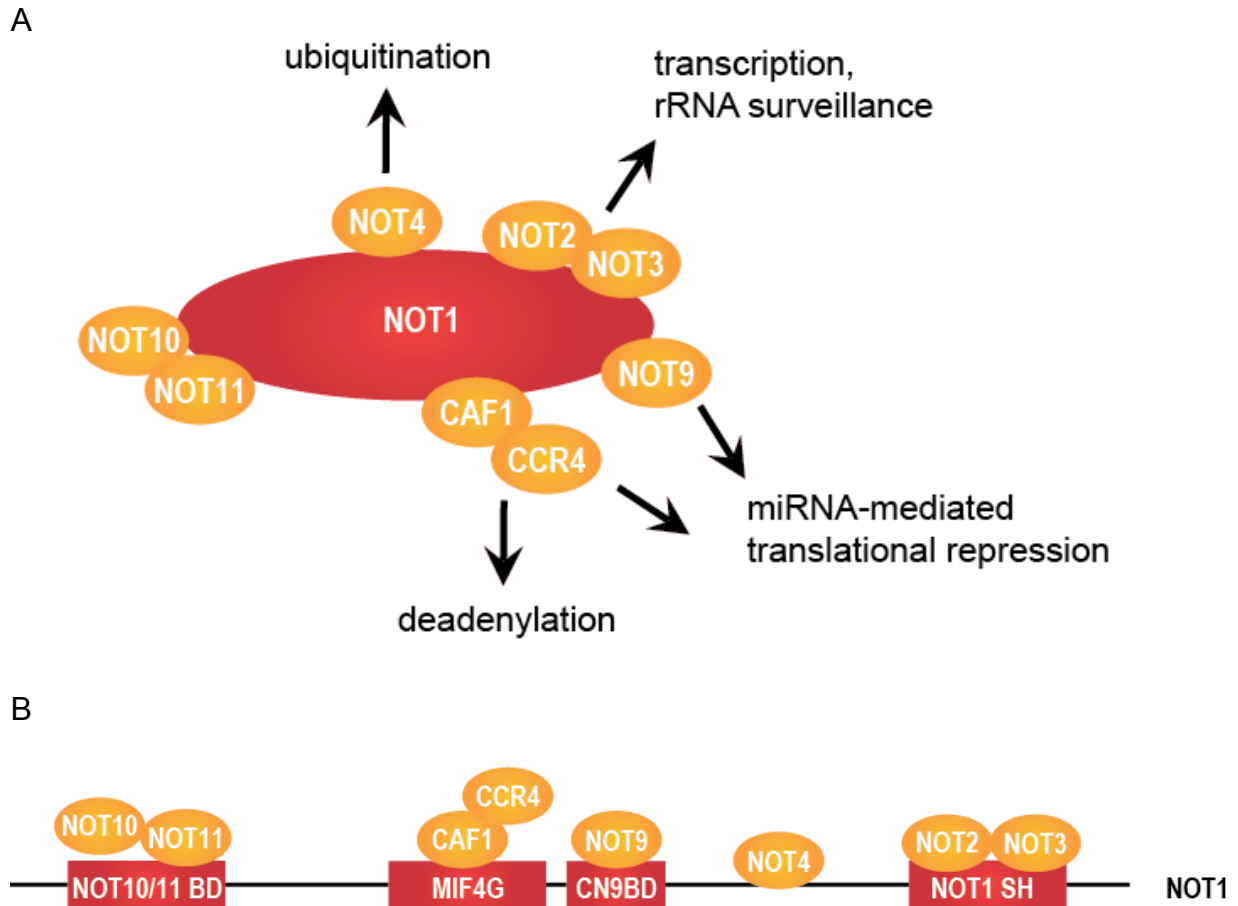 A
ubiquitination
transcription,
rRNA surveillance
NOT4
NOT2
NOT3
NOT1
NOT10
NOT11
NOT9
CAF1
CCR4
miRNA-mediated
translational repression
deadenylation
B
CCR4
NOT10
NOT11
CAF1
NOT9
NOT4
NOT2
NOT3
NOT10/11 BD
MIF4G
CN9BD
NOT1 SH
NOT1